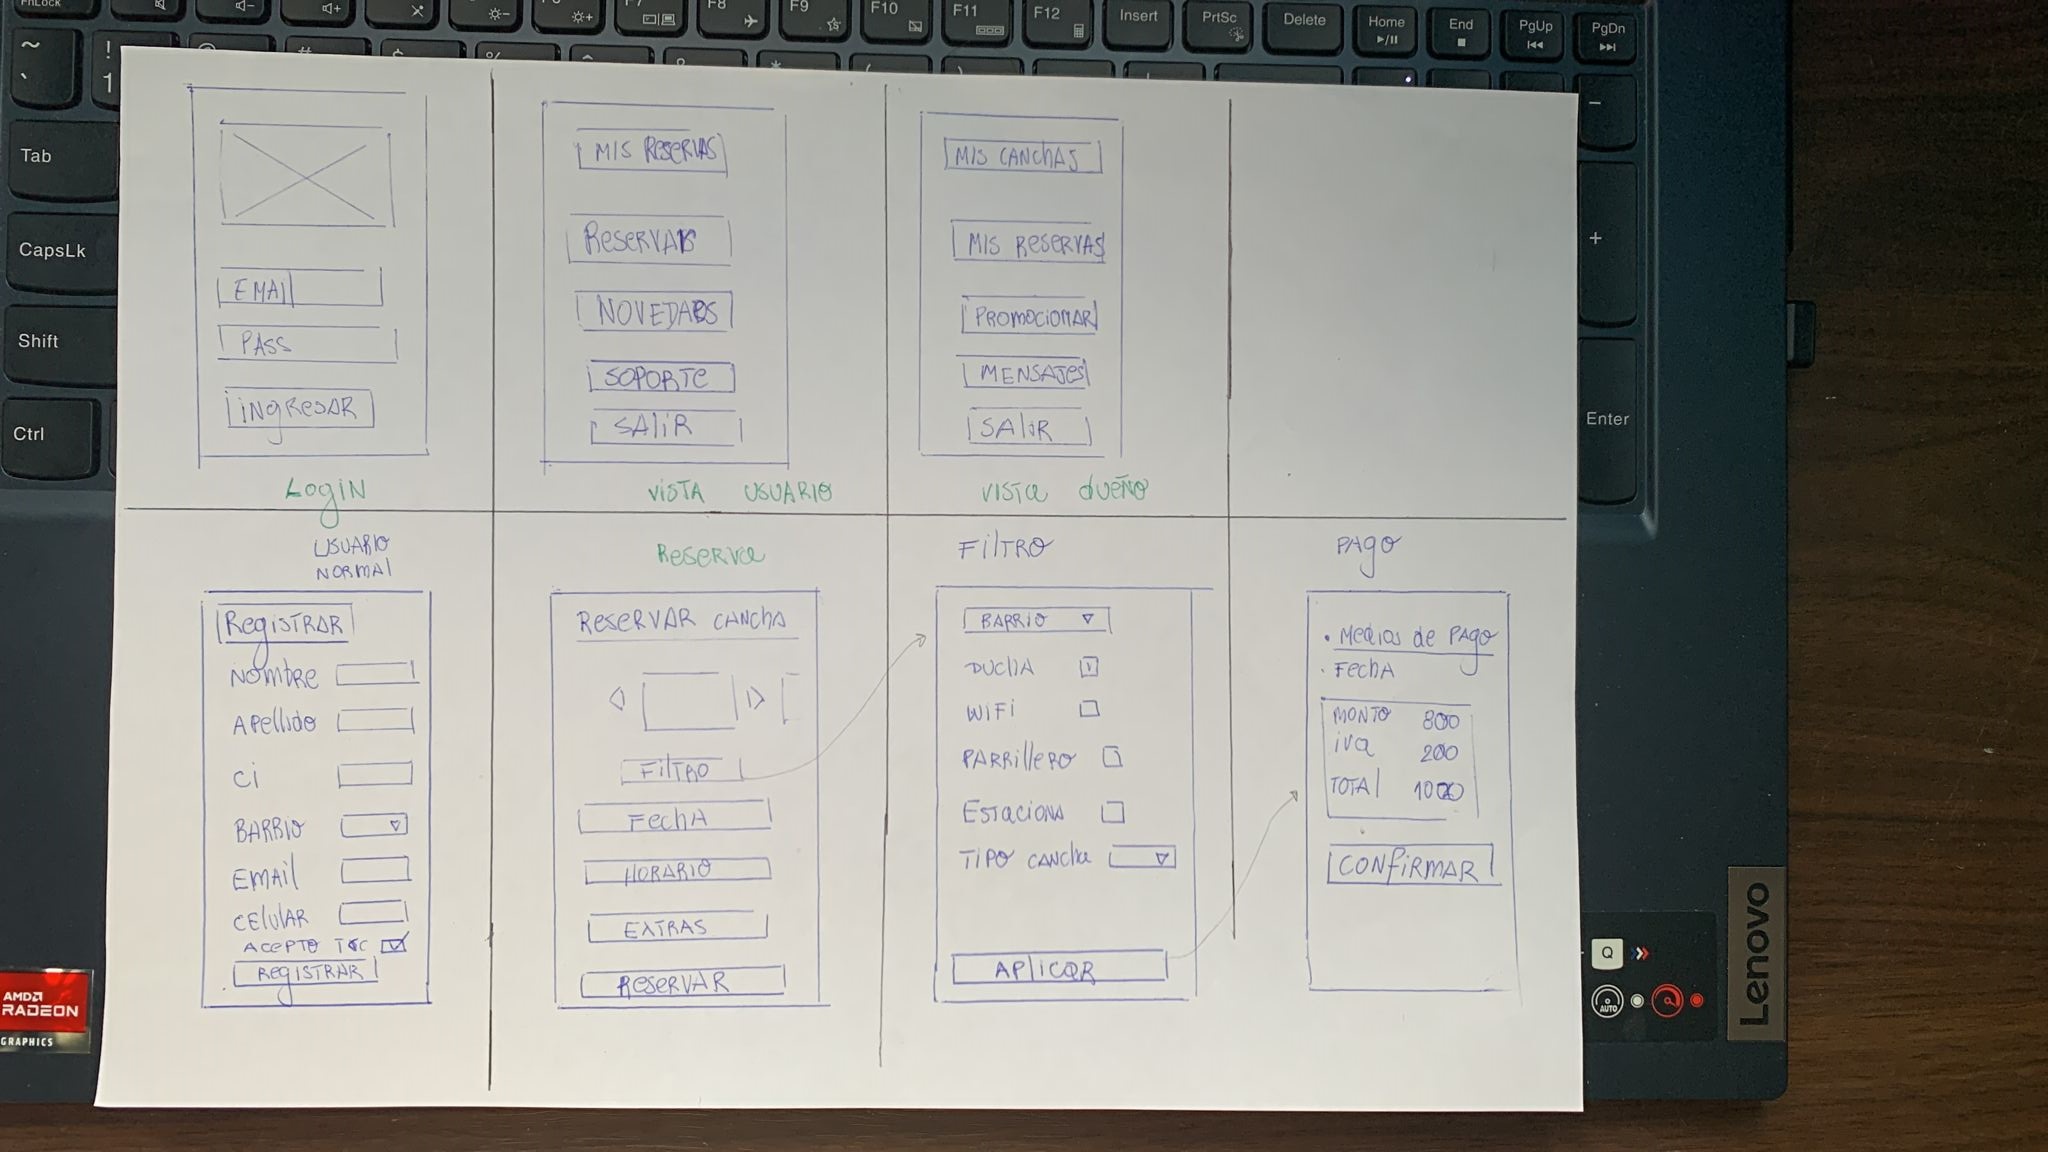 FnLock
F7
F8
F9
F10
F11
F12
Insert
PrtSc
Delete
Home
End
PgUp
PgDn
~
`
!
1
Tab
CapsLk
Shift
Ctrl
-
+
Enter
EMAIL
PASS
INgResAR
LogiN
MIS ReseRVAS
ReseRVAR
SOPORTE
SALiR
VISTA USUARIO
MIS CANChAS
MIS ReseRVAS
PROMOCIONAR
MENSAJes
SALIR
VISTa dueÑO
USUARIO
NORMAL
RegISTRAR
NOmbRe
APellido
Ci
BARRIO
EMAIL
Celular
ACEPTO T&C
RegISTRAR
Reserva
ReSeRVAR CANChA
FilTRO
FechA
HORARIO
EXTRAS
ReseRVAR
FilTRO
BARRIO
DUChA
WiFi
PARRilleRO
ESTACIONA
TIPO CANCha
APlicaR
PAgO
• Medios de PAgO
· FechA
MONTO 800
iva 200
TOTAl 1000
CONfiRMAR
AMD
RADEON
GRAPHICS
Q
AUTO
Lenovo